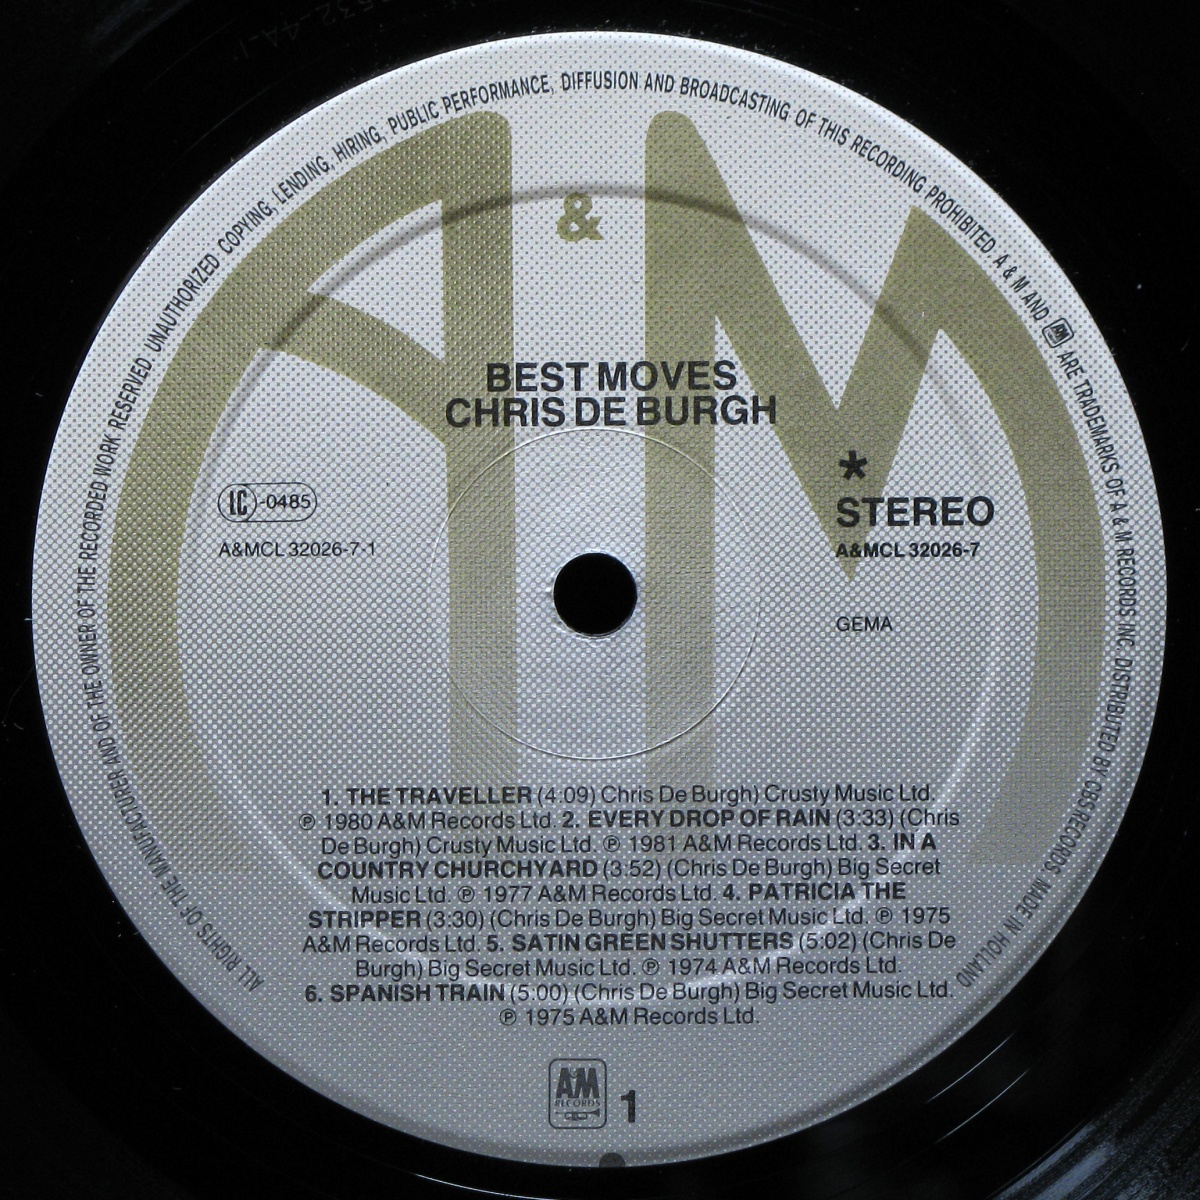 ALL RIGHTS OF THE MANUFACTURER AND OF THE OWNER OF THE RECORDED WORK RESERVED UNAUTHORIZED COPYING, LENDING, HIRING, PUBLIC PERFORMANCE, DIFFUSION AND BROADCASTING OF THIS RECORDING PROHIBITED A & M AND AM ARE TRADEMARKS OF A & M RECORDS INC. DISTRIBUTED BY CBS RECORDS. MADE IN HOLLAND
A & M
BEST MOVES
CHRIS DE BURGH
LC-0485
A&MCL 32026-7 1
*
STEREO
A&MCL 32026-7
GEMA
1. THE TRAVELLER (4:09) Chris De Burgh) Crusty Music Ltd.
℗ 1980 A&M Records Ltd. 2. EVERY DROP OF RAIN (3:33) (Chris
De Burgh) Crusty Music Ltd. ℗ 1981 A&M Records Ltd. 3. IN A
COUNTRY CHURCHYARD (3:52) (Chris De Burgh) Big Secret
Music Ltd. ℗ 1977 A&M Records Ltd. 4. PATRICIA THE
STRIPPER (3:30) (Chris De Burgh) Big Secret Music Ltd. ℗ 1975
A&M Records Ltd. 5. SATIN GREEN SHUTTERS (5:02) (Chris De
Burgh) Big Secret Music Ltd. ℗ 1974 A&M Records Ltd.
6. SPANISH TRAIN (5:00) (Chris De Burgh) Big Secret Music Ltd.
℗ 1975 A&M Records Ltd.
AM
RECORDS
1